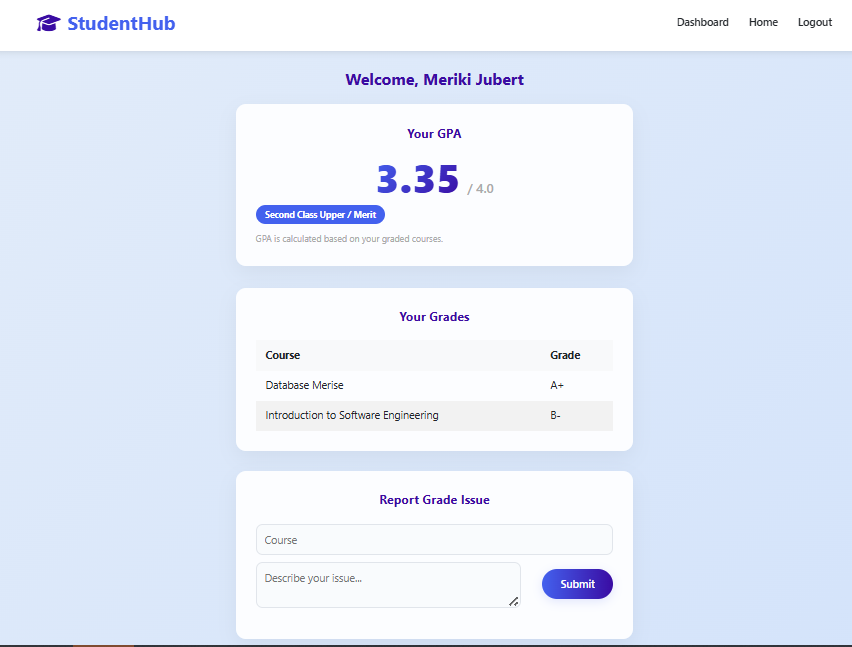 StudentHub
Dashboard Home Logout
Welcome, Meriki Jubert
Your GPA
3.35 / 4.0
Second Class Upper / Merit
GPA is calculated based on your graded courses.
Your Grades
Course Grade
Database Merise A+
Introduction to Software Engineering B-
Report Grade Issue
Course
Describe your issue...
Submit